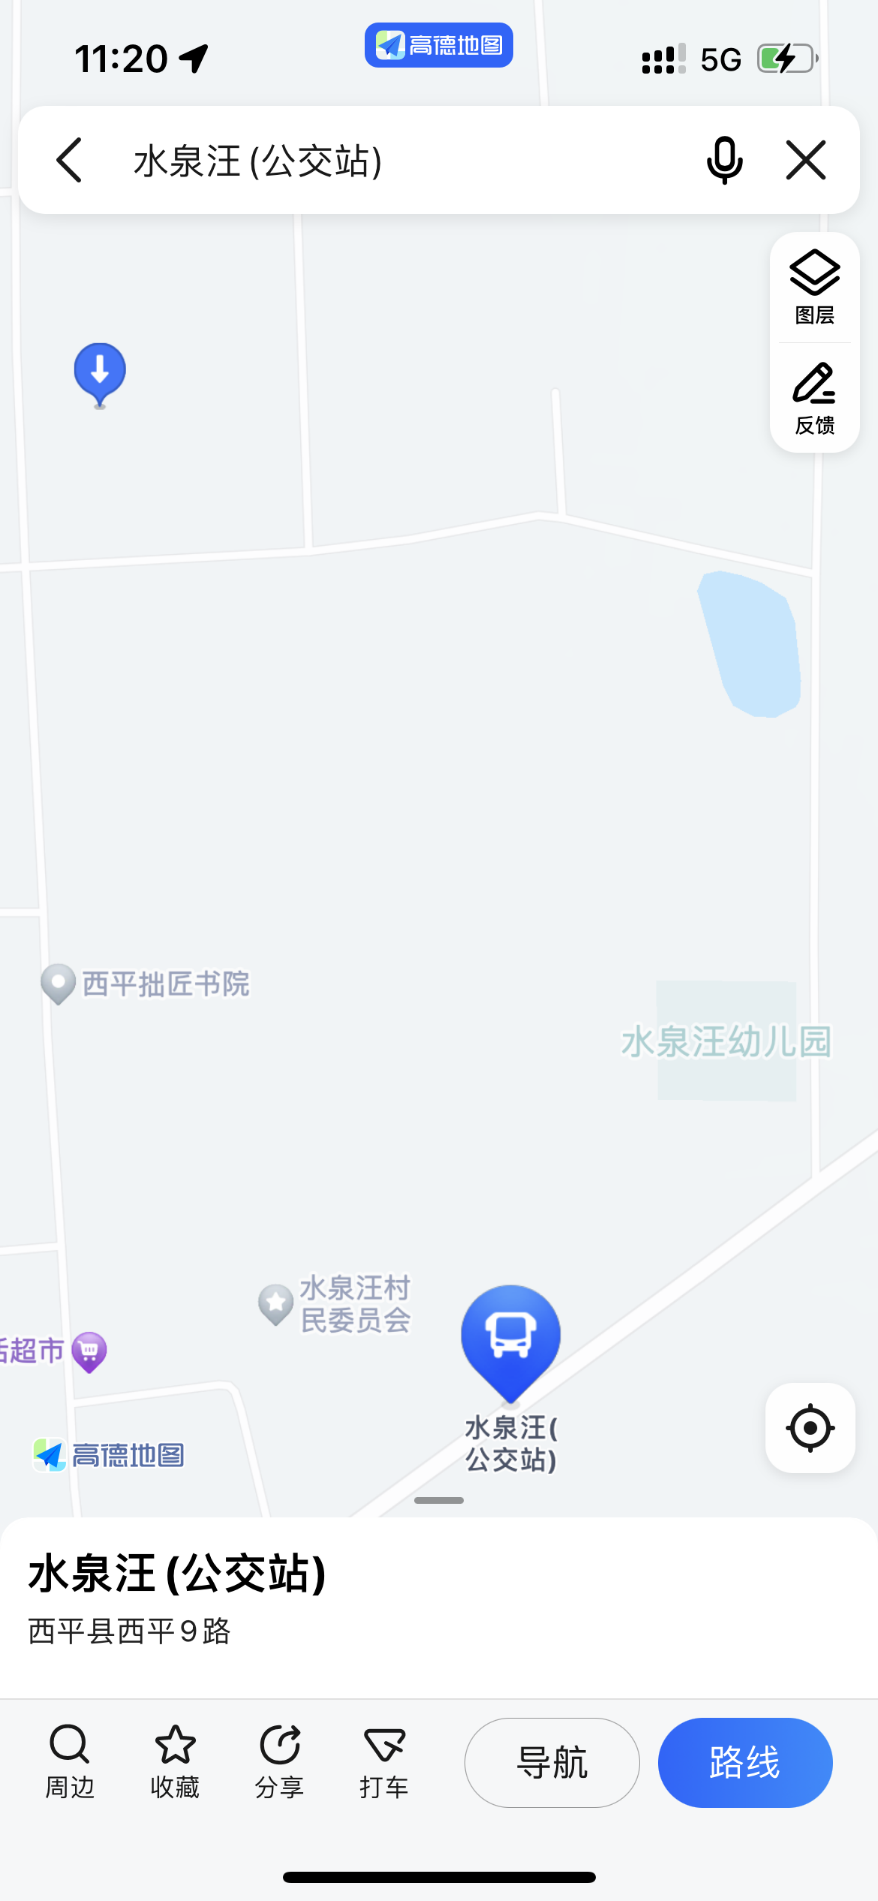 11:20
高德地图
5G
水泉汪(公交站)
图层
反馈
西平拙匠书院
水泉汪幼儿园
水泉汪村
民委员会
超市
水泉汪(
公交站)
高德地图
水泉汪(公交站)
西平县西平9路
周边
收藏
分享
打车
导航
路线